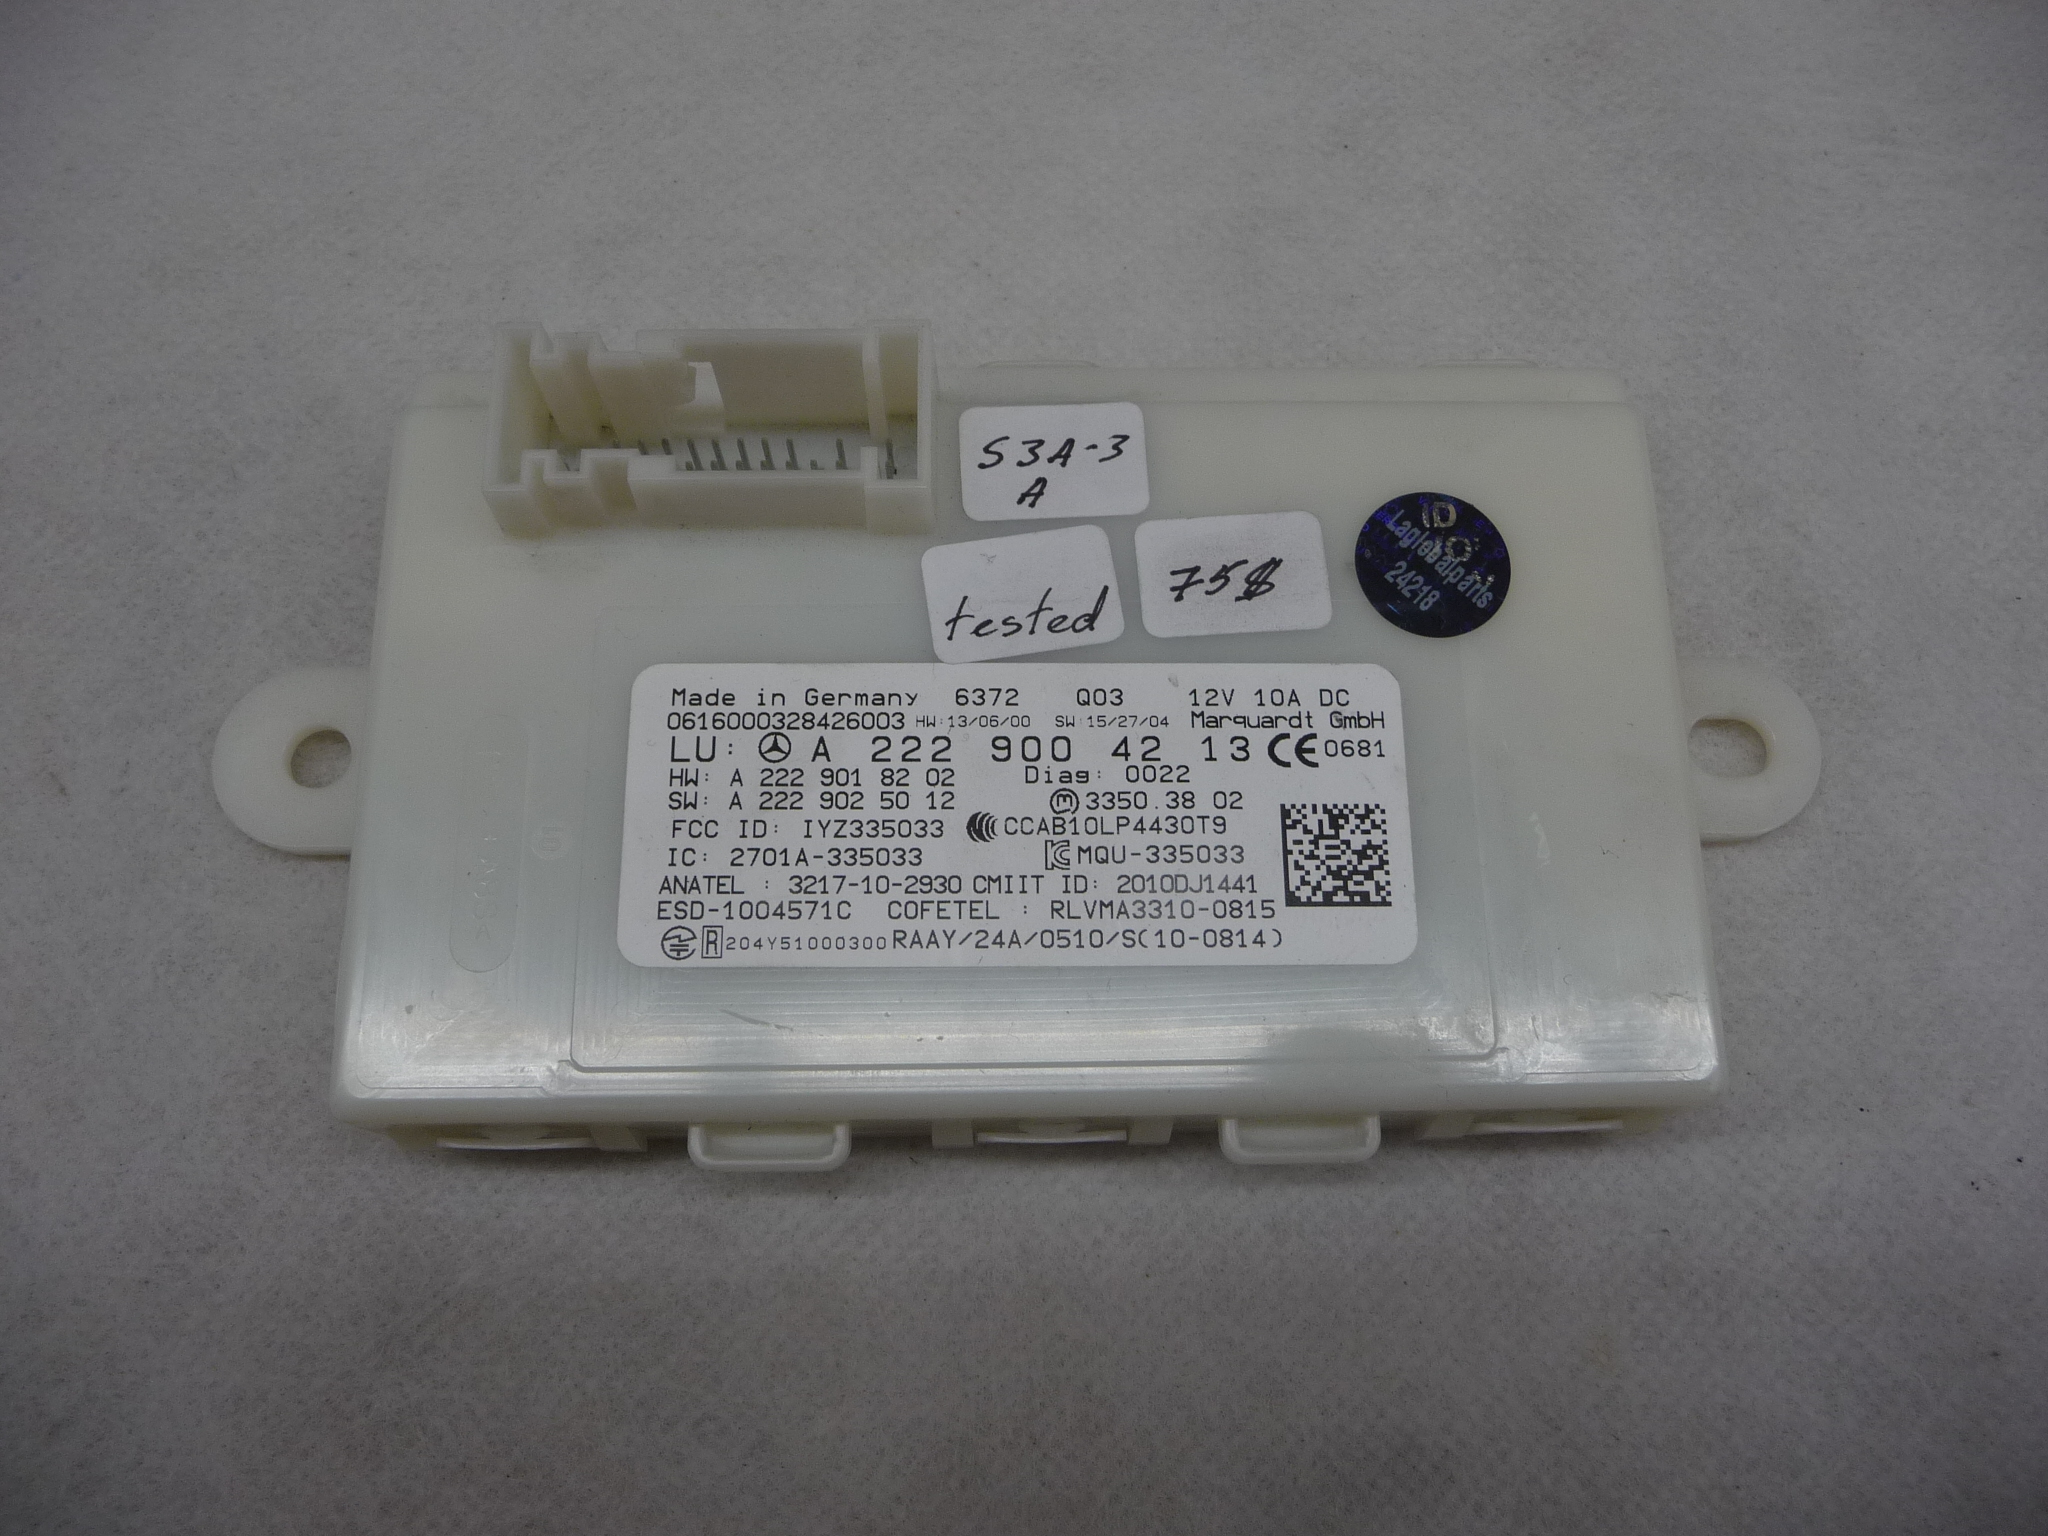 S3A-3
A
tested
75$
ID
Laglobalparts
24218
Made in Germany 6372 Q03 12V 10A DC
0616000328426003 HW:13/06/00 SW:15/27/04 Marquardt GmbH
LU: A 222 900 42 13 CE 0681
HW: A 222 901 82 02 Diag: 0022
SW: A 222 902 50 12 M 3350.38 02
FCC ID: IYZ335033 CCAB10LP4430T9
IC: 2701A-335033 MQU-335033
ANATEL : 3217-10-2930 CMIIT ID: 2010DJ1441
ESD-1004571C COFETEL : RLVMA3310-0815
R 204Y51000300 RAAY/24A/0510/S(10-0814)